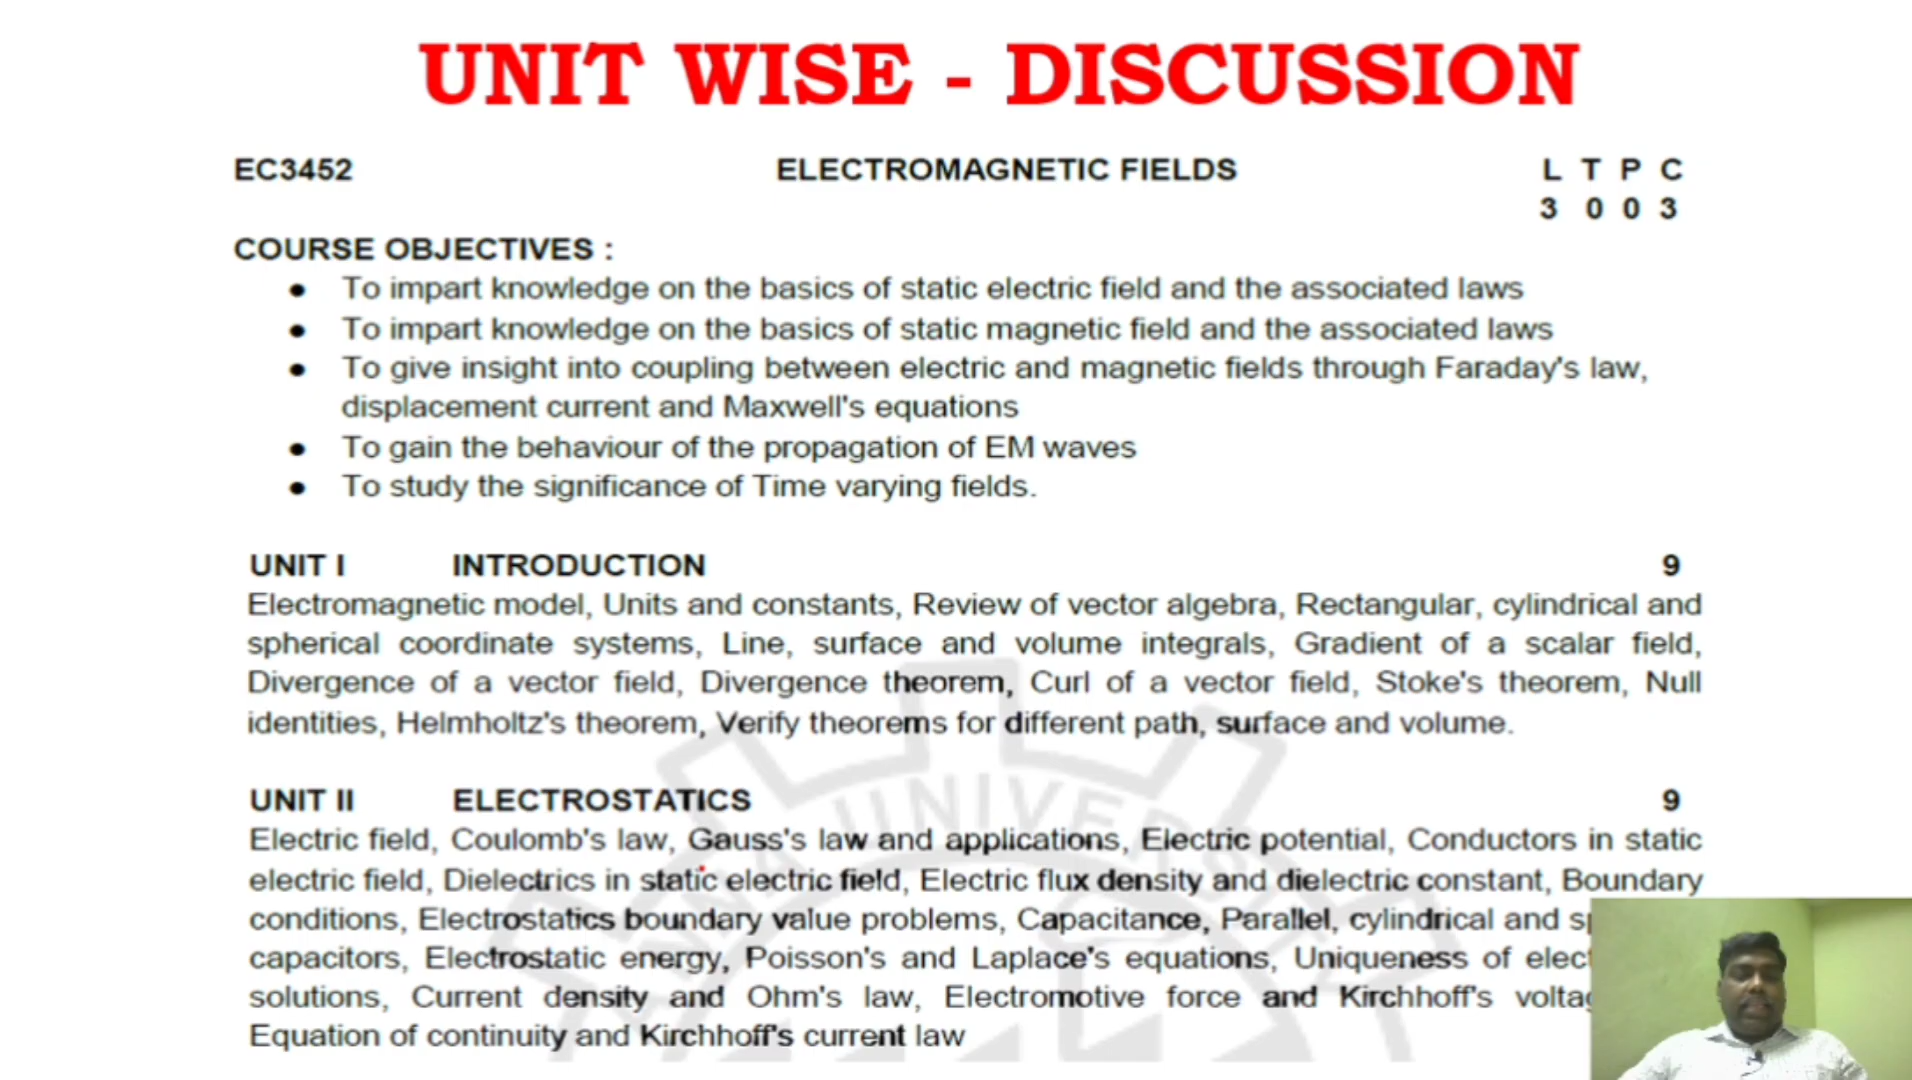 UNIT WISE - DISCUSSION
EC3452 ELECTROMAGNETIC FIELDS L T P C
3 0 0 3
COURSE OBJECTIVES :
● To impart knowledge on the basics of static electric field and the associated laws
● To impart knowledge on the basics of static magnetic field and the associated laws
● To give insight into coupling between electric and magnetic fields through Faraday's law,
displacement current and Maxwell's equations
● To gain the behaviour of the propagation of EM waves
● To study the significance of Time varying fields.
UNIT I INTRODUCTION 9
Electromagnetic model, Units and constants, Review of vector algebra, Rectangular, cylindrical and
spherical coordinate systems, Line, surface and volume integrals, Gradient of a scalar field,
Divergence of a vector field, Divergence theorem, Curl of a vector field, Stoke's theorem, Null
identities, Helmholtz's theorem, Verify theorems for different path, surface and volume.
UNIT II ELECTROSTATICS 9
Electric field, Coulomb's law, Gauss's law and applications, Electric potential, Conductors in static
electric field, Dielectrics in static electric field, Electric flux density and dielectric constant, Boundary
conditions, Electrostatics boundary value problems, Capacitance, Parallel, cylindrical and
capacitors, Electrostatic energy, Poisson's and Laplace's equations, Uniqueness of
solutions, Current density and Ohm's law, Electromotive force and Kirchhoff's
Equation of continuity and Kirchhoff's current law